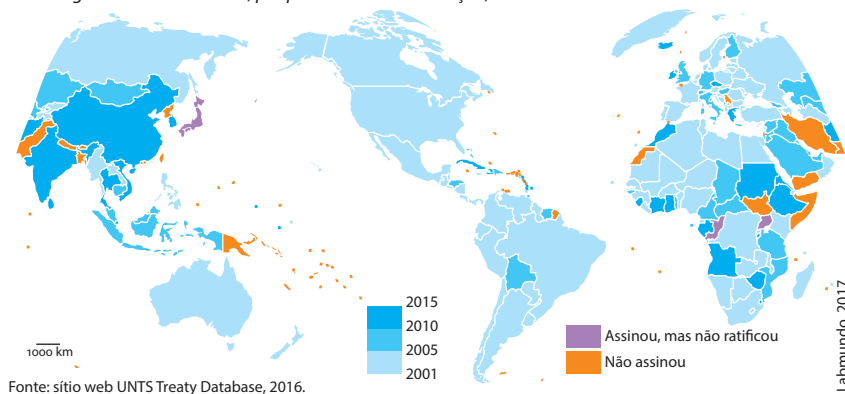 2015
2010
2005
2001
Assinou, mas não ratificou
Não assinou
1000 km
Fonte: sítio web UNTS Treaty Database, 2016.
Labmundo, 2017